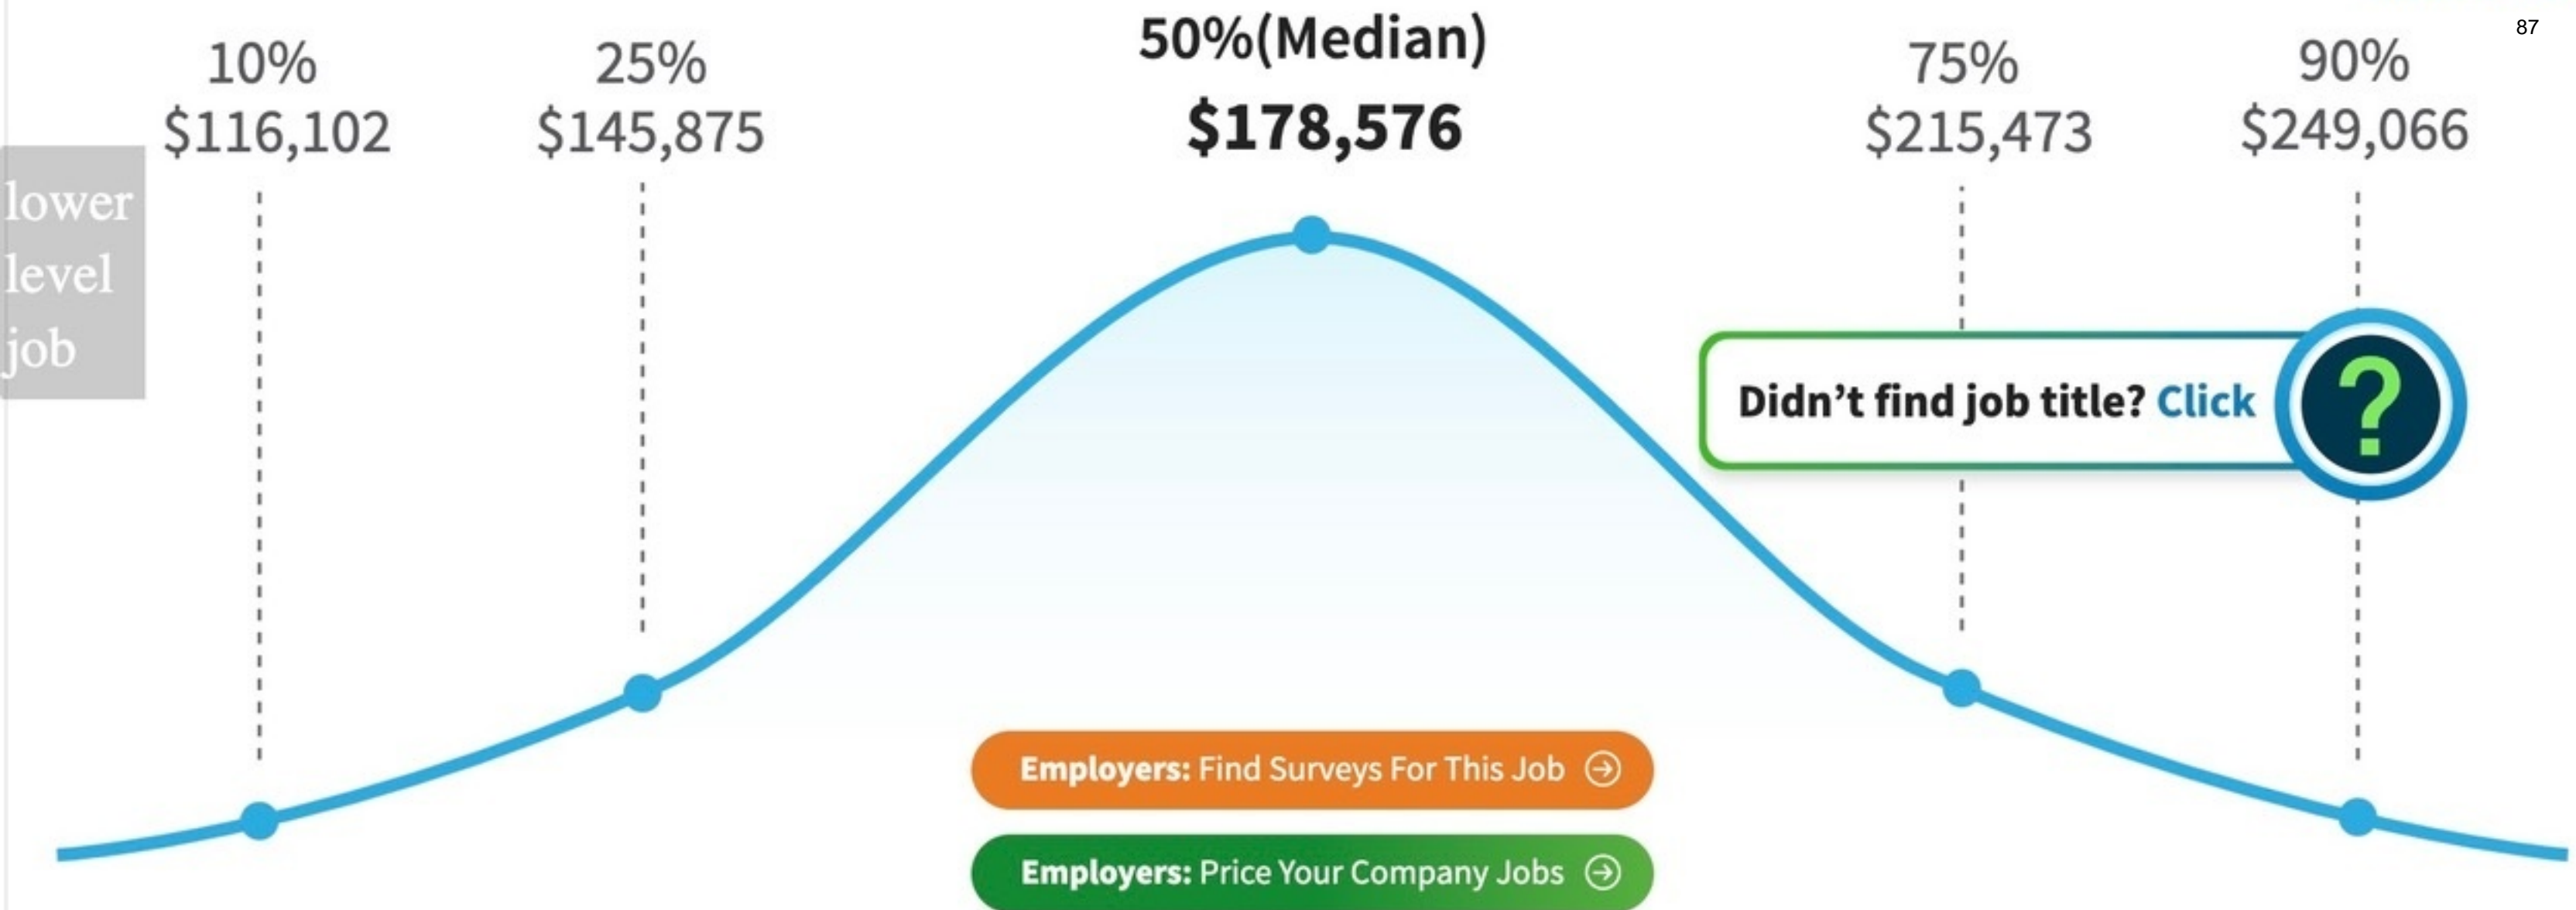 87
10%
$116,102
25%
$145,875
50%(Median)
$178,576
75%
$215,473
90%
$249,066
lower
level
job
Didn’t find job title? Click
?
Employers: Find Surveys For This Job
Employers: Price Your Company Jobs